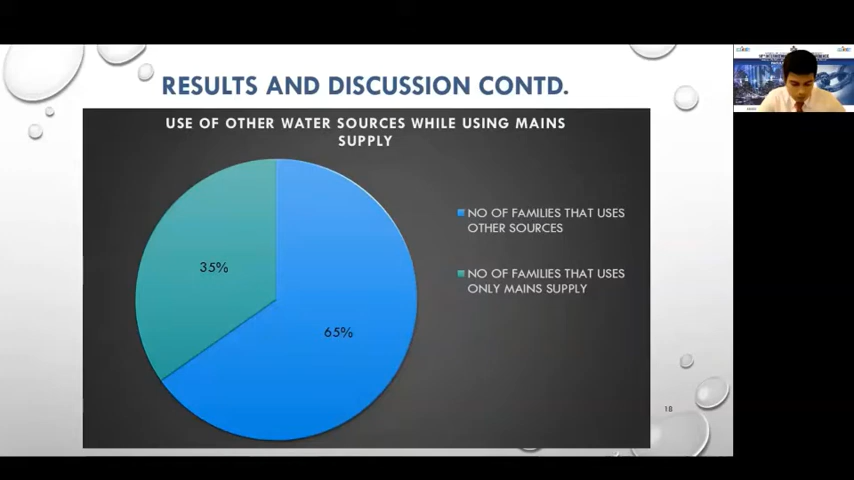 RESULTS AND DISCUSSION CONTD.
USE OF OTHER WATER SOURCES WHILE USING MAINS
SUPPLY
NO OF FAMILIES THAT USES
OTHER SOURCES
35%
NO OF FAMILIES THAT USES
ONLY MAINS SUPPLY
65%
18